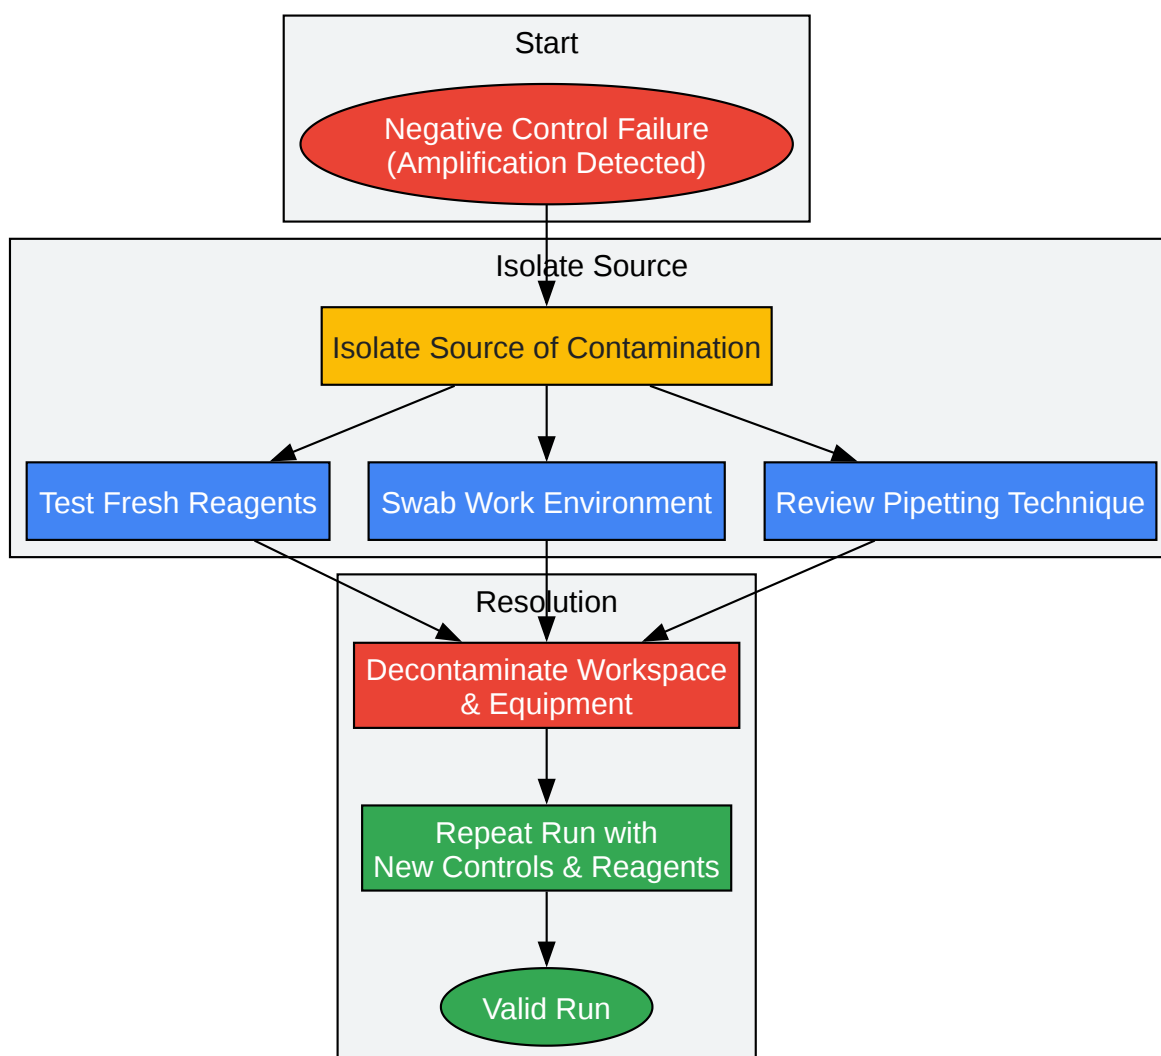 Start
Negative Control Failure
(Amplification Detected)
Isolate Source
Isolate Source of Contamination
Test Fresh Reagents
Swab Work Environment
Review Pipetting Technique
Resolution
Decontaminate Workspace
& Equipment
Repeat Run with
New Controls & Reagents
Valid Run